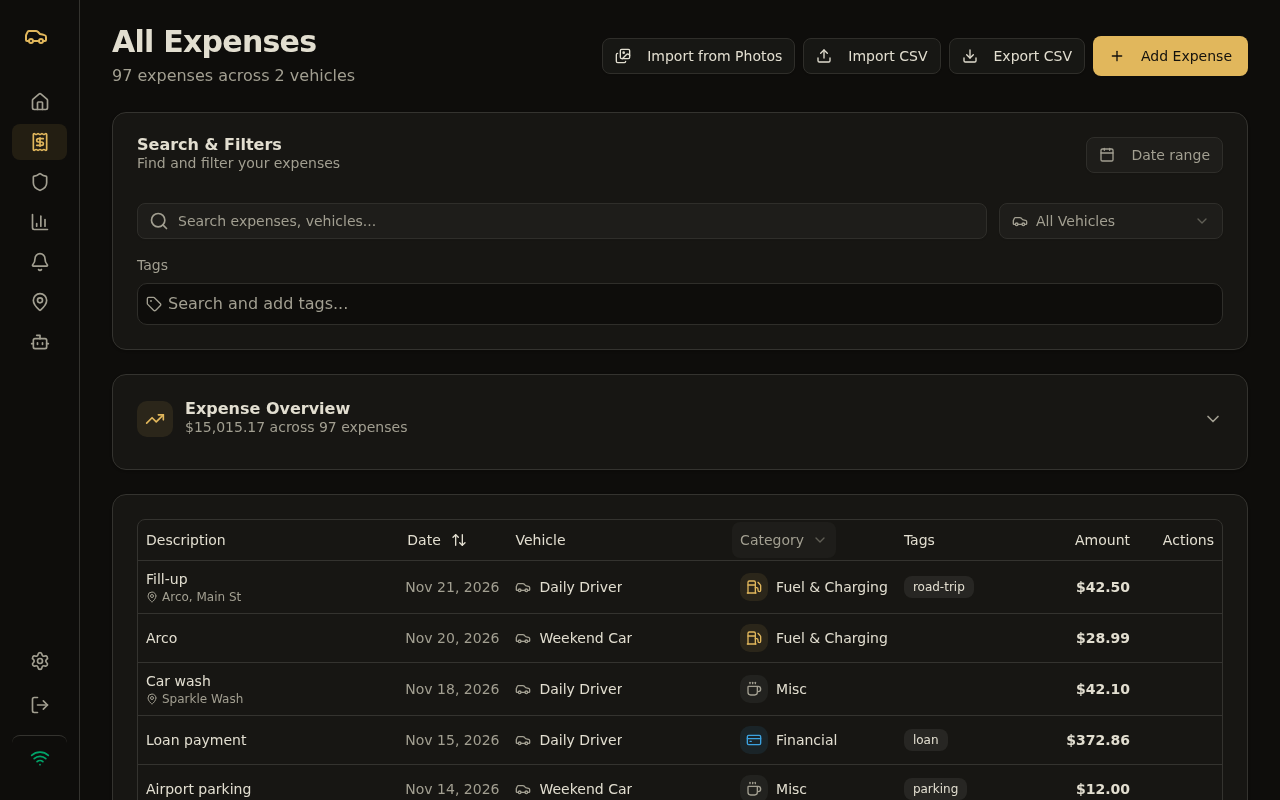 All Expenses
97 expenses across 2 vehicles
Import from Photos
Import CSV
Export CSV
Add Expense
Search & Filters
Find and filter your expenses
Date range
Search expenses, vehicles...
All Vehicles
Tags
Search and add tags...
Expense Overview
$15,015.17 across 97 expenses
Description Date Vehicle Category Tags Amount Actions
Fill-up Nov 21, 2026 Daily Driver Fuel & Charging road-trip $42.50
Arco, Main St
Arco Nov 20, 2026 Weekend Car Fuel & Charging $28.99
Car wash Nov 18, 2026 Daily Driver Misc $42.10
Sparkle Wash
Loan payment Nov 15, 2026 Daily Driver Financial loan $372.86
Airport parking Nov 14, 2026 Weekend Car Misc parking $12.00